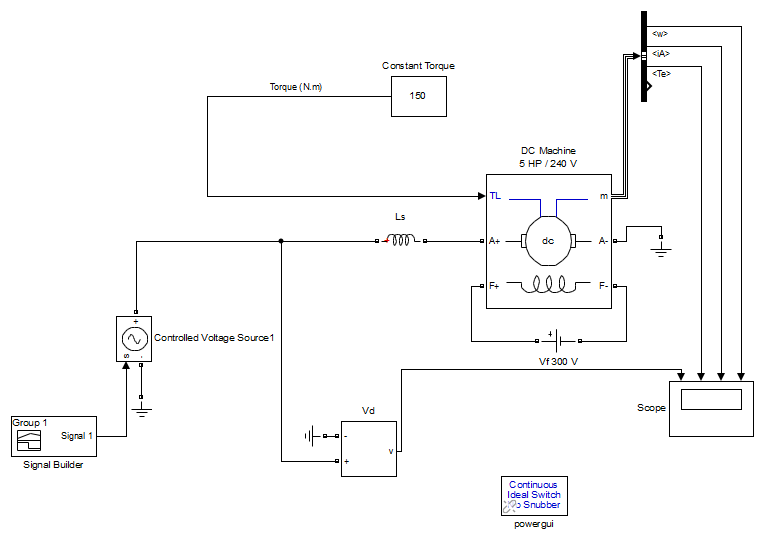 <w>
<iA>
<Te>
Constant Torque
150
Torque (N.m)
DC Machine
5 HP / 240 V
TL
m
Ls
A+
dc
A-
F+
F-
+
Vf 300 V
+
Controlled Voltage Source1
s
-
Scope
Vd
-
v
+
Group 1
Signal 1
Signal Builder
Continuous
Ideal Switch
Snubber
powergui